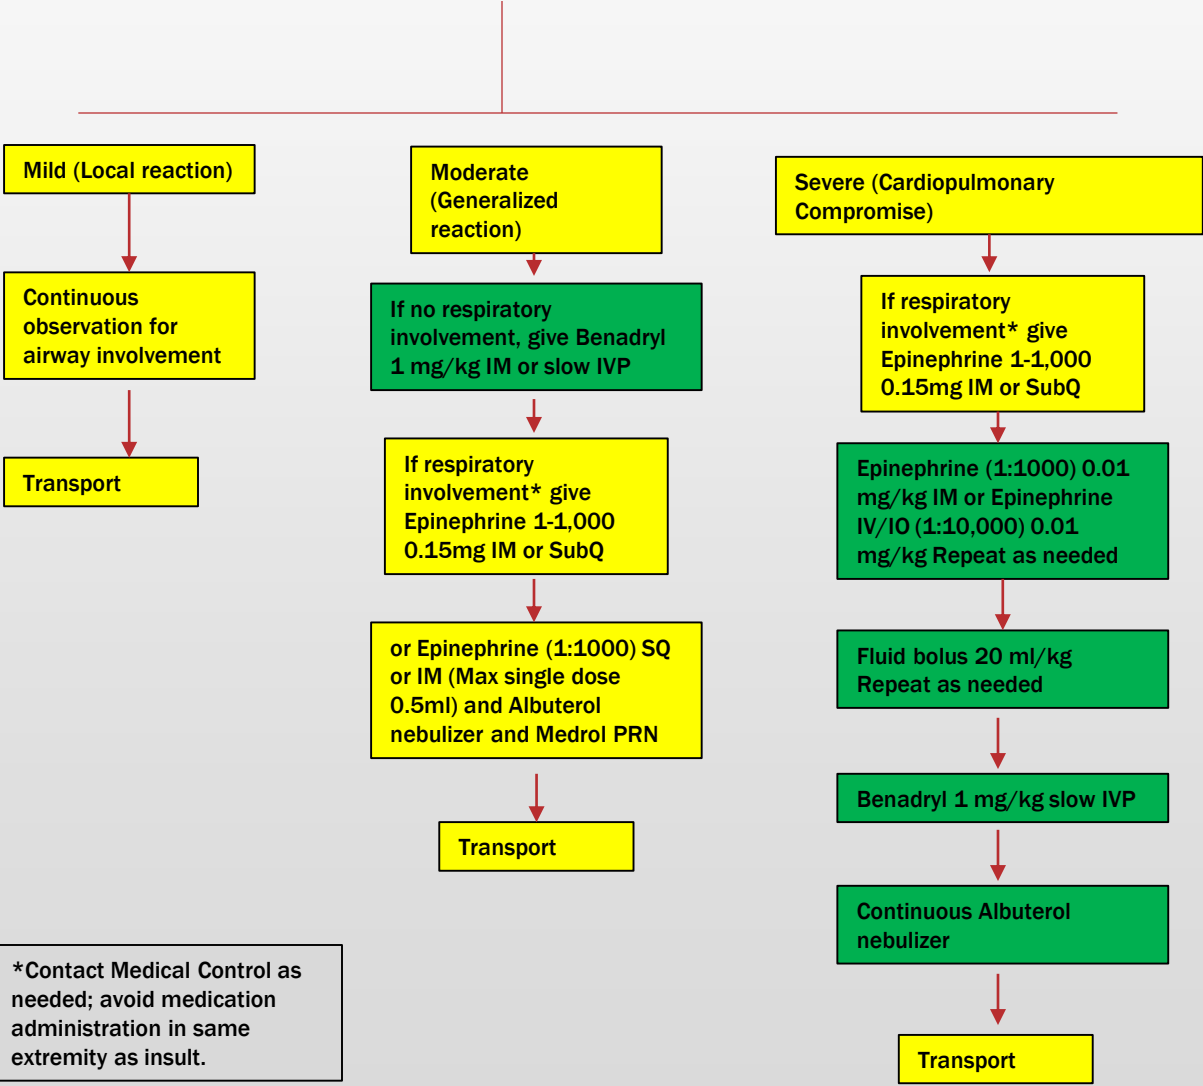 Mild (Local reaction)
Continuous
observation for
airway involvement
Transport
Moderate
(Generalized
reaction)
If no respiratory
involvement, give Benadryl
1 mg/kg IM or slow IVP
If respiratory
involvement* give
Epinephrine 1-1,000
0.15mg IM or SubQ
or Epinephrine (1:1000) SQ
or IM (Max single dose
0.5ml) and Albuterol
nebulizer and Medrol PRN
Transport
Severe (Cardiopulmonary
Compromise)
If respiratory
involvement* give
Epinephrine 1-1,000
0.15mg IM or SubQ
Epinephrine (1:1000) 0.01
mg/kg IM or Epinephrine
IV/IO (1:10,000) 0.01
mg/kg Repeat as needed
Fluid bolus 20 ml/kg
Repeat as needed
Benadryl 1 mg/kg slow IVP
Continuous Albuterol
nebulizer
Transport
*Contact Medical Control as
needed; avoid medication
administration in same
extremity as insult.